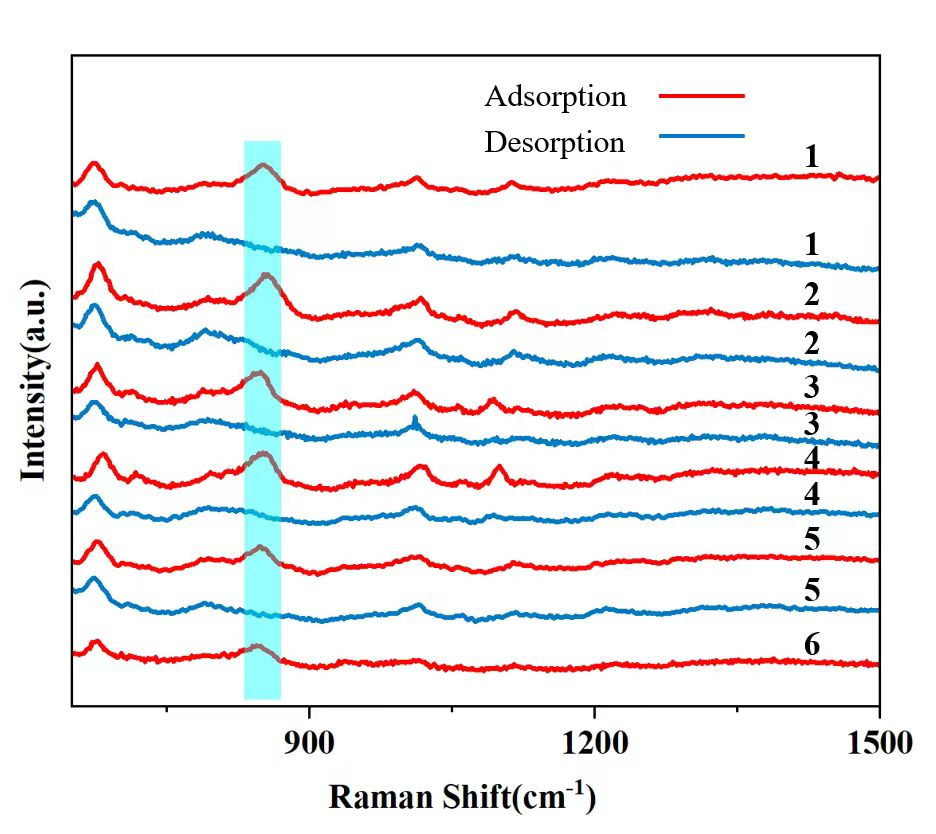 Adsorption
Desorption
1
1
2
2
3
3
4
4
5
5
6
Intensity(a.u.)
900 1200 1500
Raman Shift(cm⁻¹)